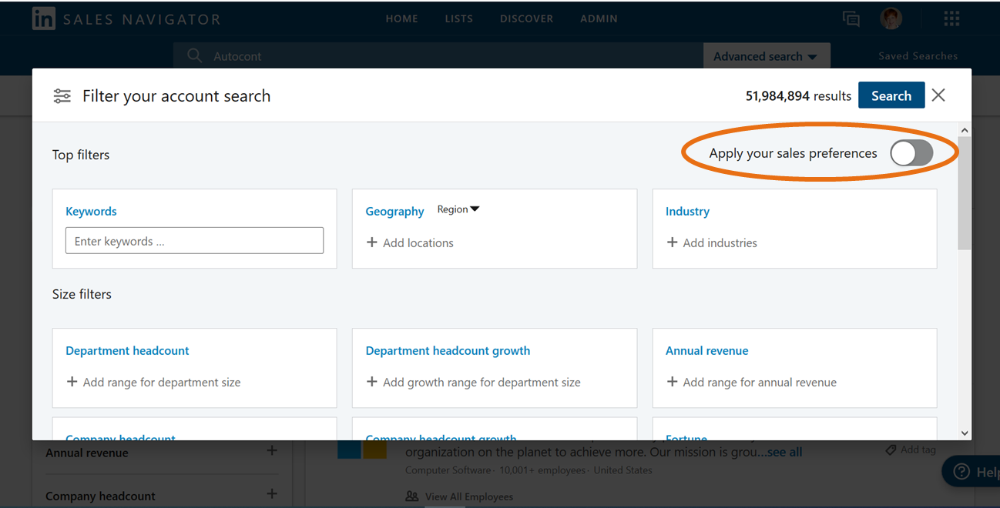 in SALES NAVIGATOR HOME LISTS DISCOVER ADMIN
Autocont Advanced search Saved Searches
Filter your account search 51,984,894 results Search
Top filters Apply your sales preferences
Keywords Geography Region Industry
Enter keywords ... + Add locations + Add industries
Size filters
Department headcount Department headcount growth Annual revenue
+ Add range for department size + Add growth range for department size + Add range for annual revenue
Company headcount Company headcount growth Fortune
Annual revenue + organization on the planet to achieve more. Our mission is grou...see all Add tag
Computer Software · 10,001+ employees · United States Help
Company headcount + View All Employees